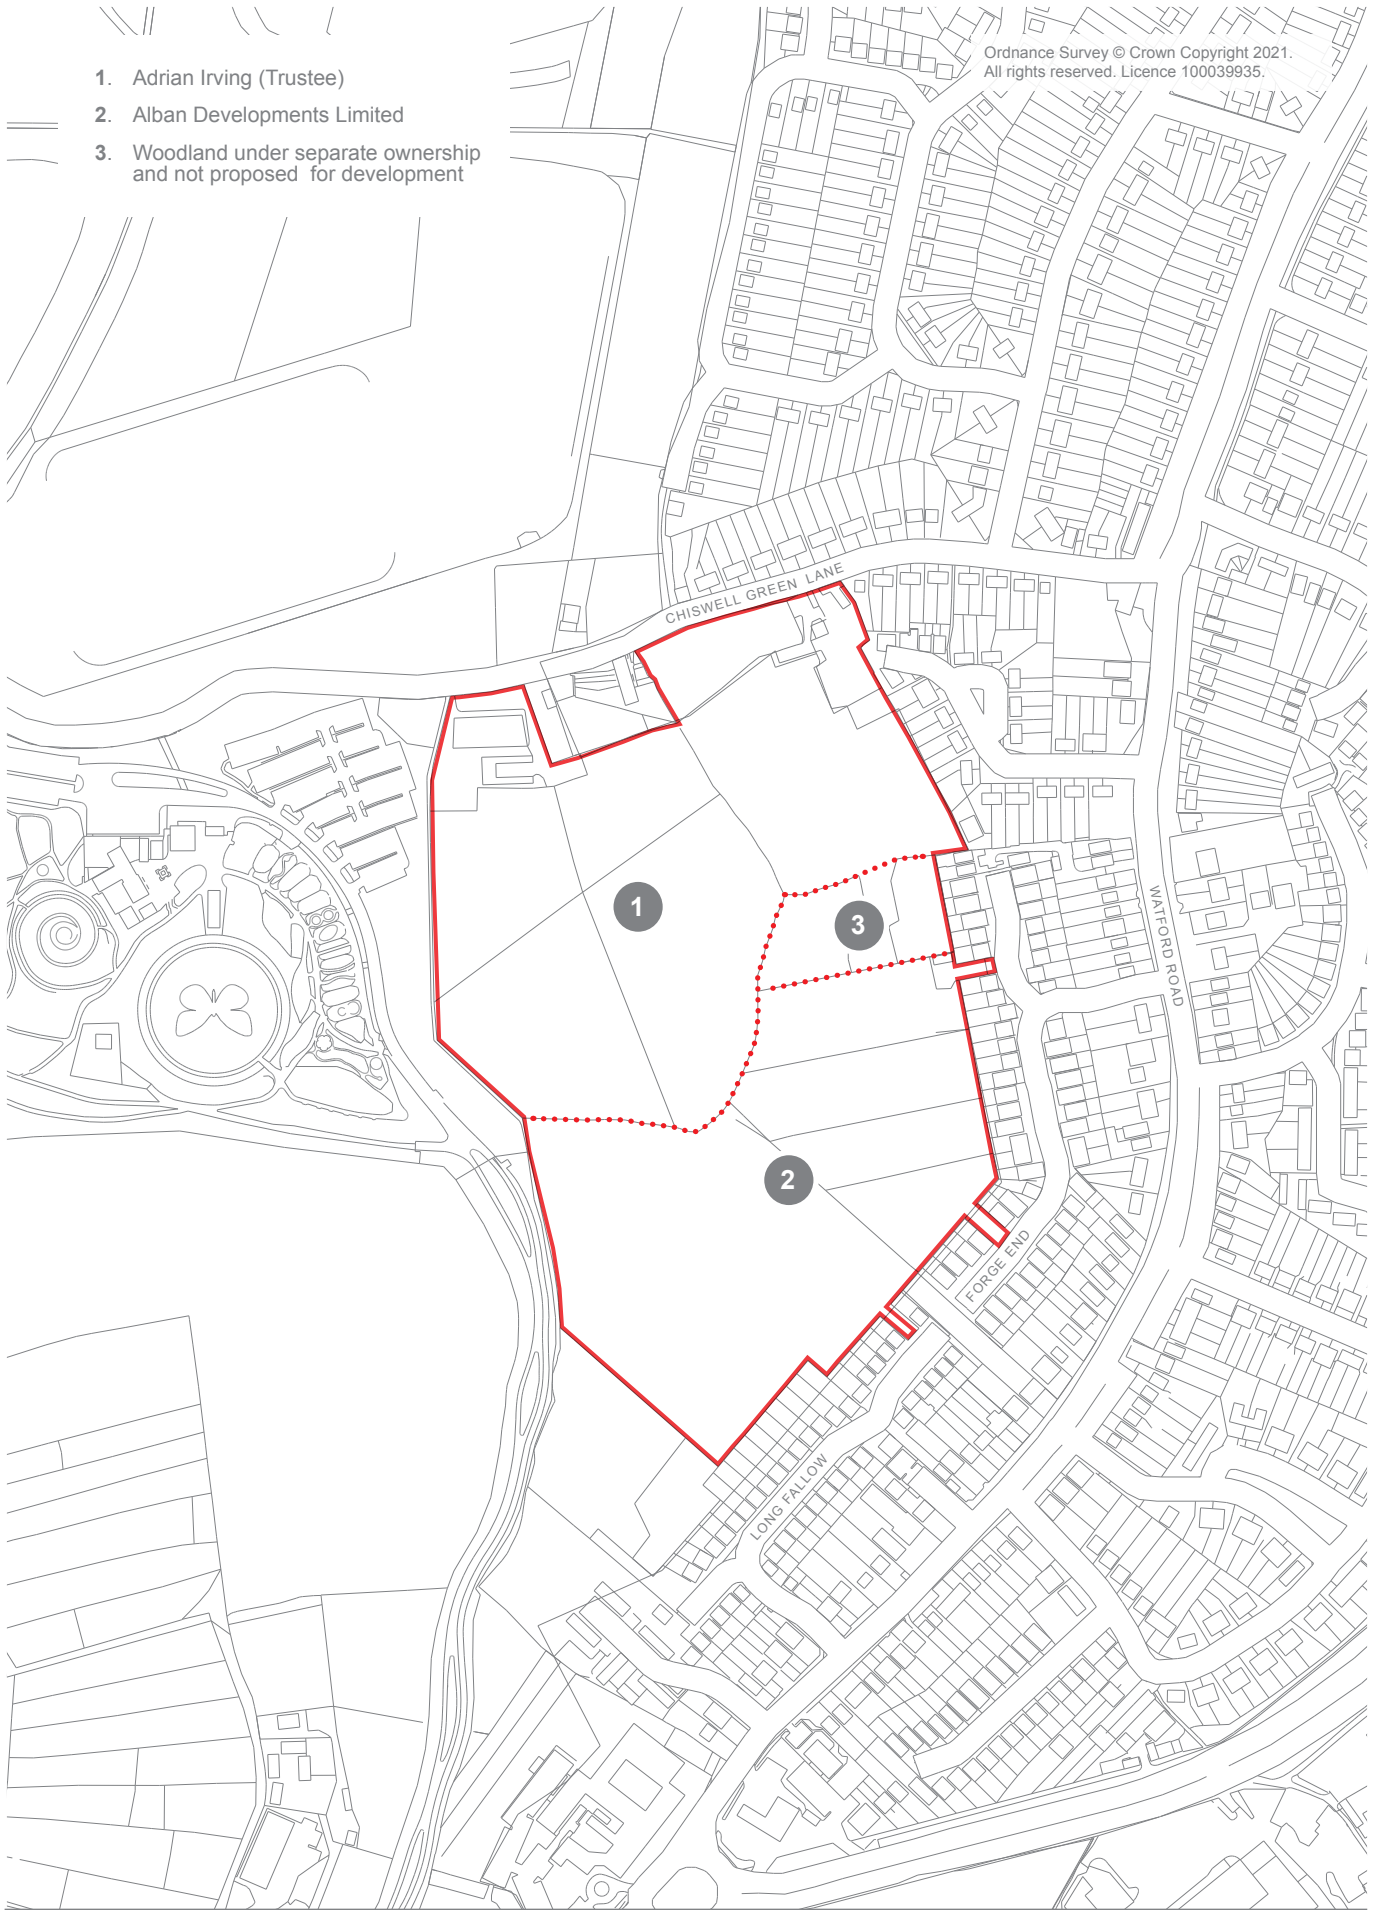 1. Adrian Irving (Trustee)
2. Alban Developments Limited
3. Woodland under separate ownership
and not proposed for development
Ordnance Survey © Crown Copyright 2021.
All rights reserved. Licence 100039935.
CHISWELL GREEN LANE
1
3
WATFORD ROAD
2
FORGE END
LONG FALLOW